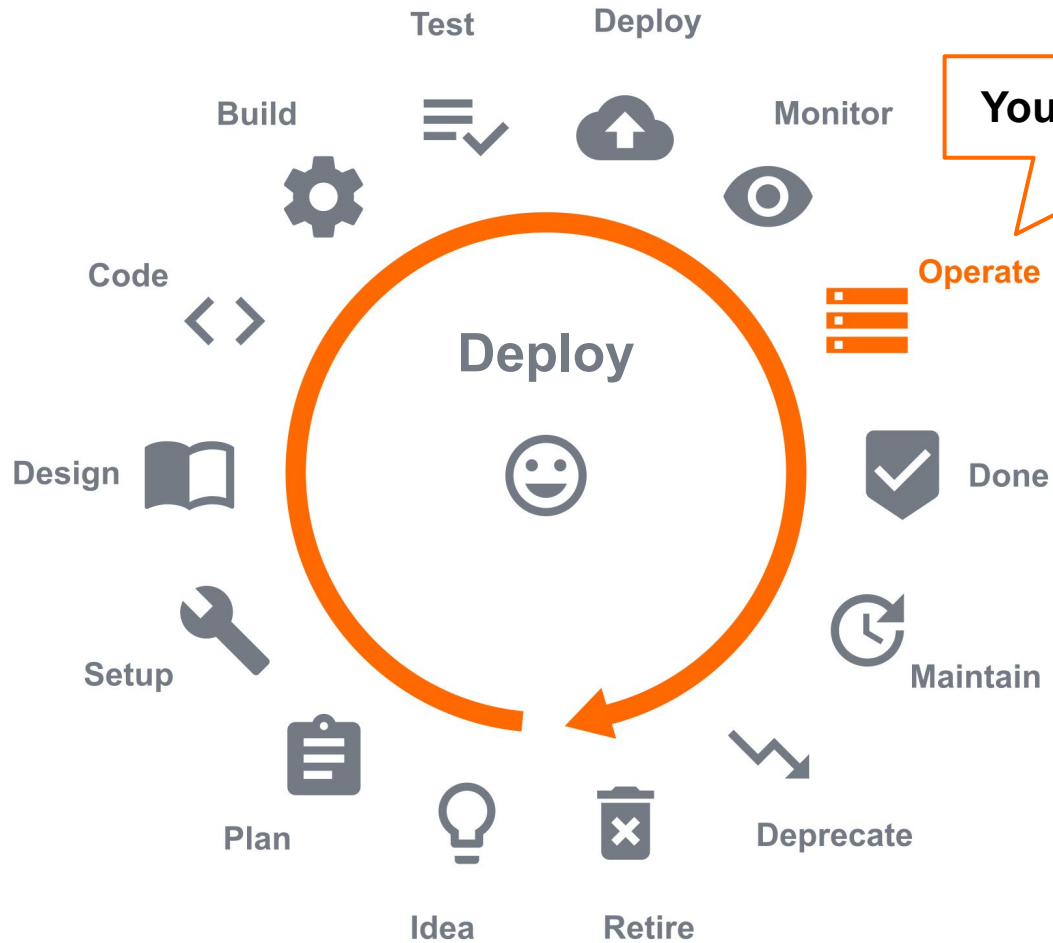 Test
Deploy
Build
Monitor
You
Code
Operate
Deploy
Design
Done
Setup
Maintain
Plan
Deprecate
Idea
Retire